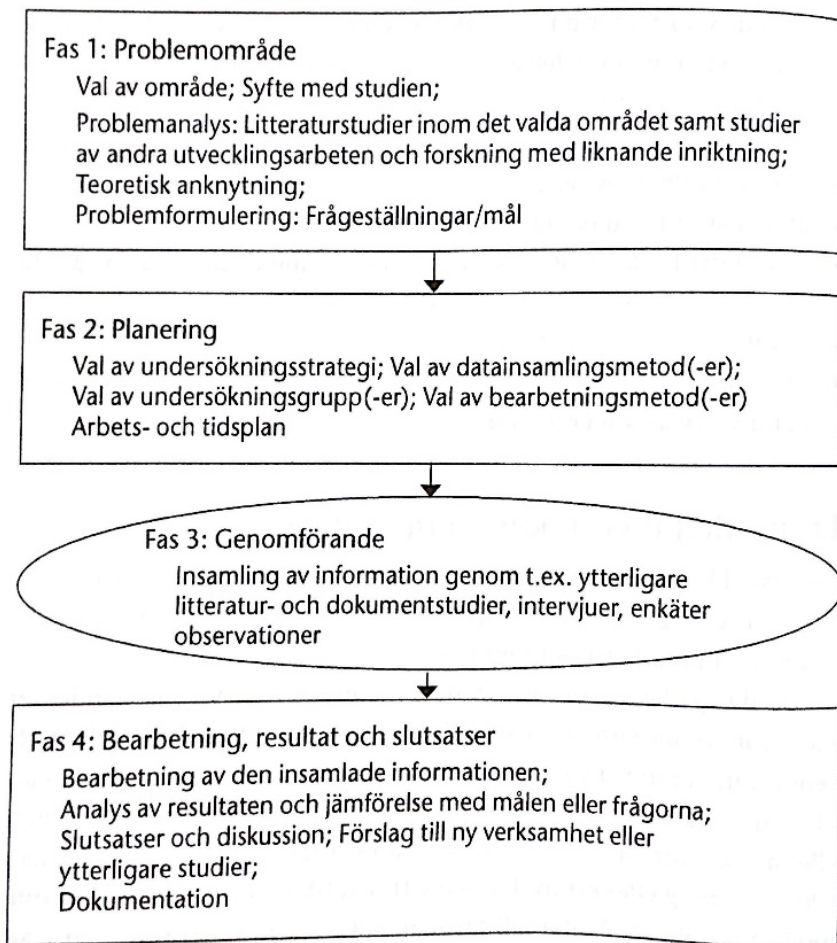 Fas 1: Problemområde
Val av område; Syfte med studien;
Problemanalys: Litteraturstudier inom det valda området samt studier
av andra utvecklingsarbeten och forskning med liknande inriktning;
Teoretisk anknytning;
Problemformulering: Frågeställningar/mål
Fas 2: Planering
Val av undersökningsstrategi; Val av datainsamlingsmetod(-er);
Val av undersökningsgrupp(-er); Val av bearbetningsmetod(-er)
Arbets- och tidsplan
Fas 3: Genomförande
Insamling av information genom t.ex. ytterligare
litteratur- och dokumentstudier, intervjuer, enkäter
observationer
Fas 4: Bearbetning, resultat och slutsatser
Bearbetning av den insamlade informationen;
Analys av resultaten och jämförelse med målen eller frågorna;
Slutsatser och diskussion; Förslag till ny verksamhet eller
ytterligare studier;
Dokumentation